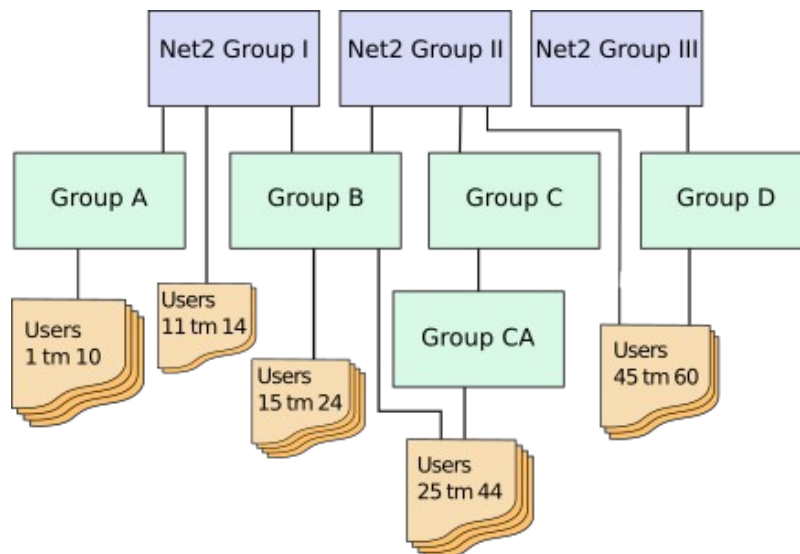 Net2 Group I
Net2 Group II
Net2 Group III
Group A
Group B
Group C
Group D
Users
1 tm 10
Users
11 tm 14
Users
15 tm 24
Group CA
Users
45 tm 60
Users
25 tm 44